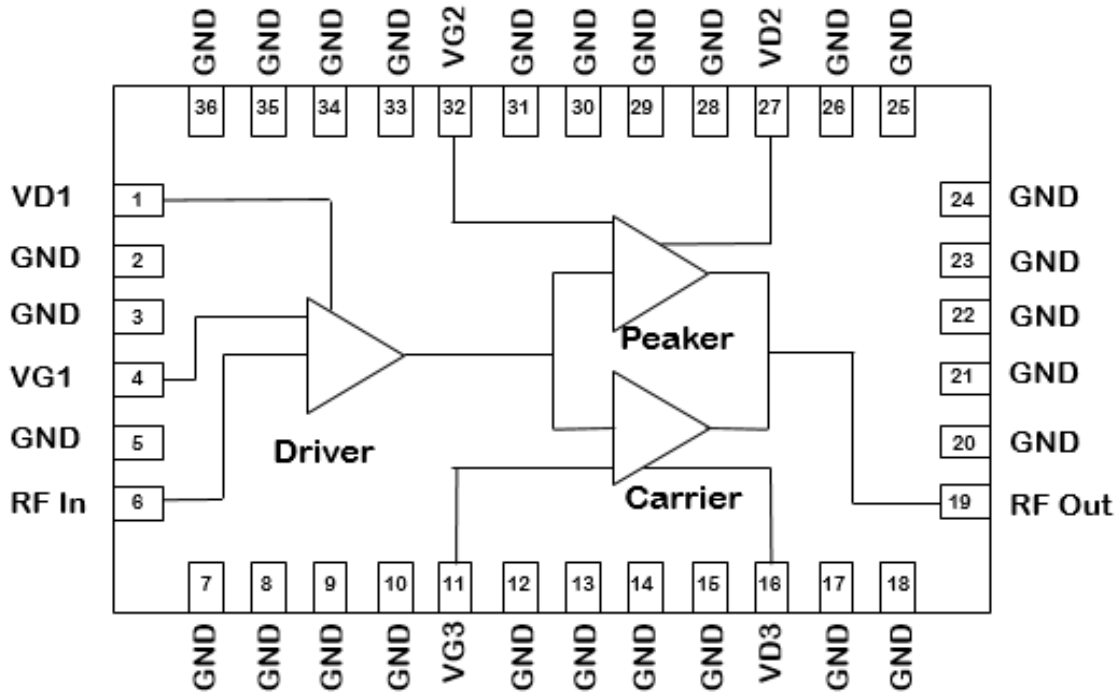 GND GND GND GND VG2 GND GND GND GND VD2 GND GND
36 35 34 33 32 31 30 29 28 27 26 25
VD1 1
GND 2
GND 3
VG1 4
GND 5
RF In 6
24 GND
23 GND
22 GND
21 GND
20 GND
19 RF Out
Peaker
Driver
Carrier
7 8 9 10 11 12 13 14 15 16 17 18
GND GND GND GND VG3 GND GND GND GND VD3 GND GND